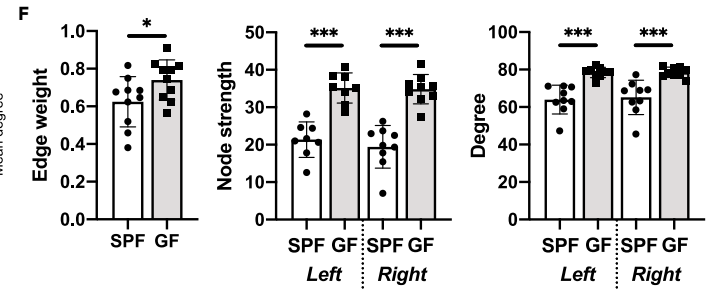 F
Mean degree
Edge weight
1.0
0.8
0.6
0.4
0.2
0.0
*
SPF GF
Node strength
50
40
30
20
10
0
***
***
SPF GF SPF GF
Left Right
Degree
100
80
60
40
20
0
***
***
SPF GF SPF GF
Left Right